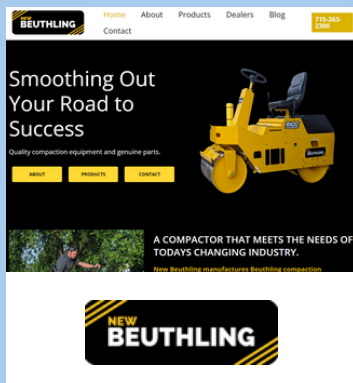 NEW
BEUTHLING
Home About Products Dealers Blog
Contact
715-263-
2300
Smoothing Out
Your Road to
Success
Quality compaction equipment and genuine parts.
ABOUT PRODUCTS CONTACT
BEUTHLING
A COMPACTOR THAT MEETS THE NEEDS OF
TODAYS CHANGING INDUSTRY.
New Beuthling manufactures Beuthling compaction
NEW
BEUTHLING